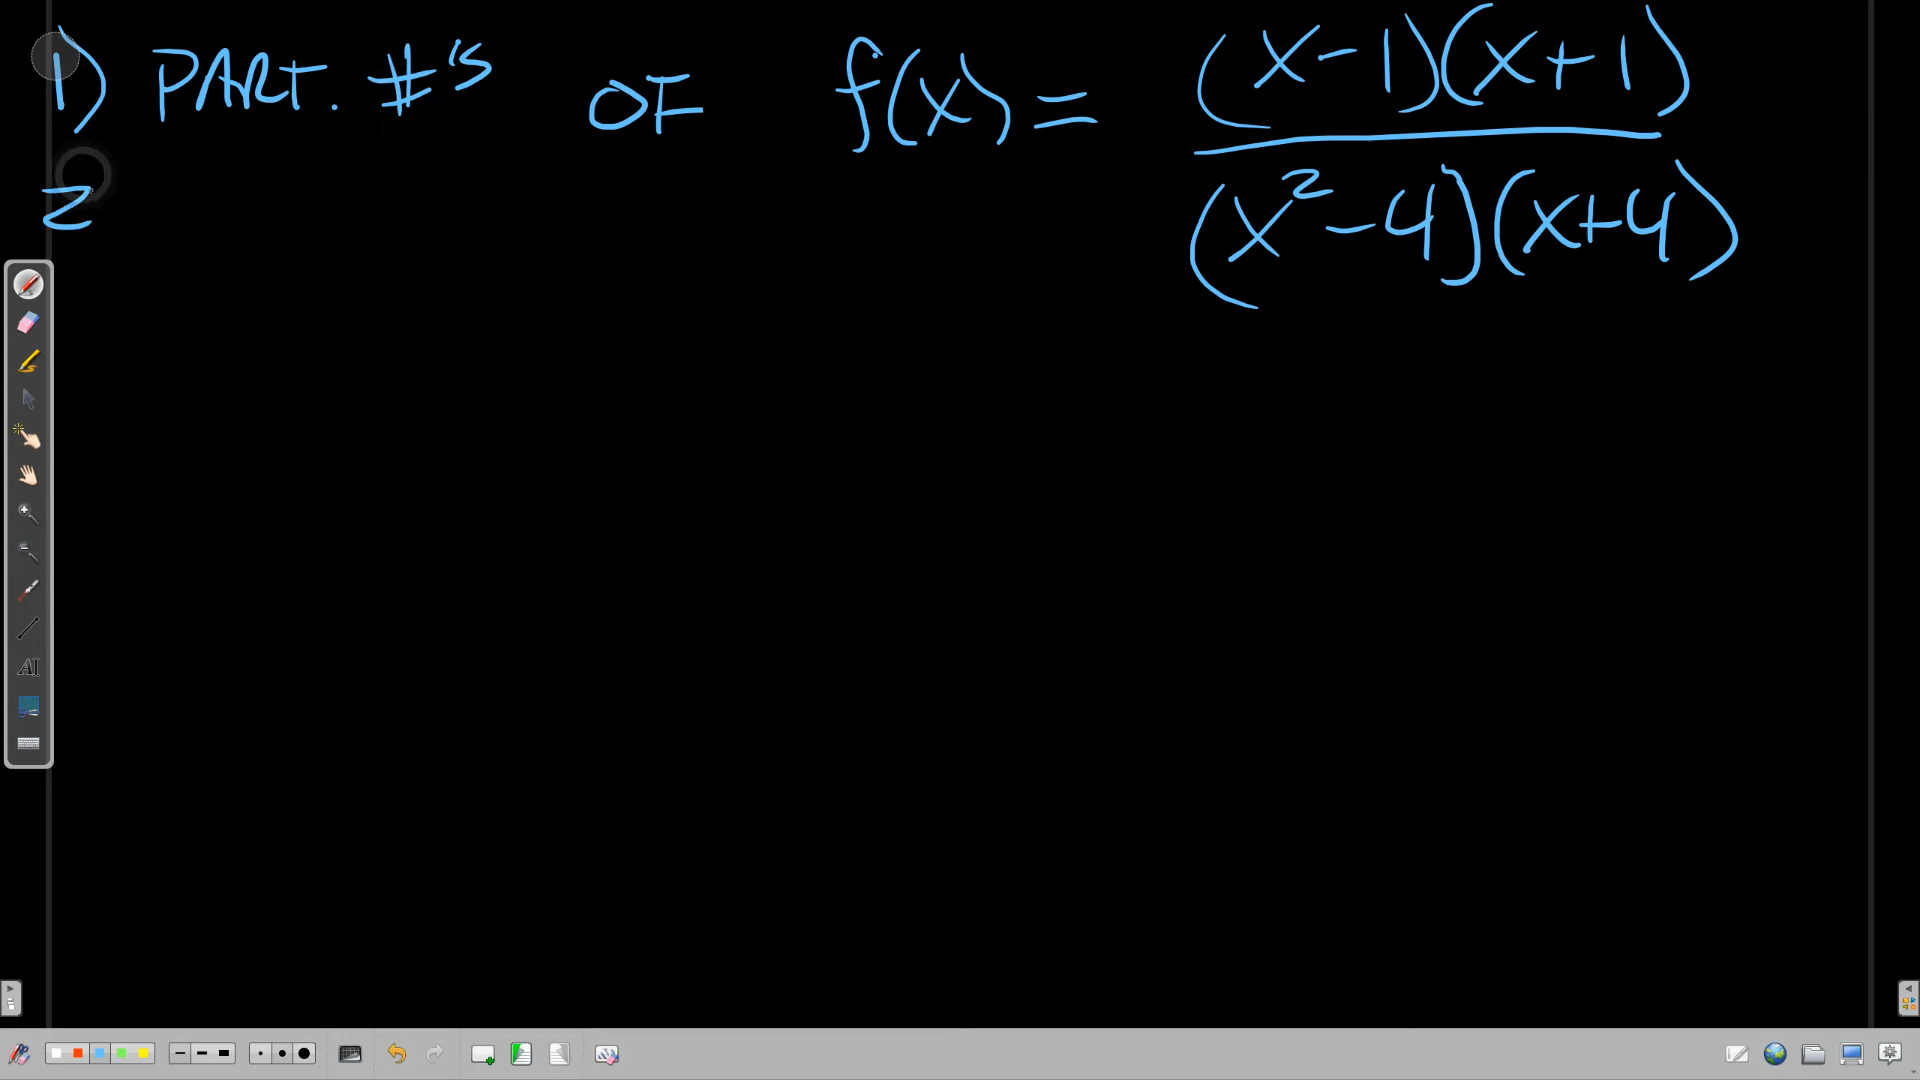 1) PART. #'s OF f(x) = (x-1)(x+1) / (x²-4)(x+4)
2